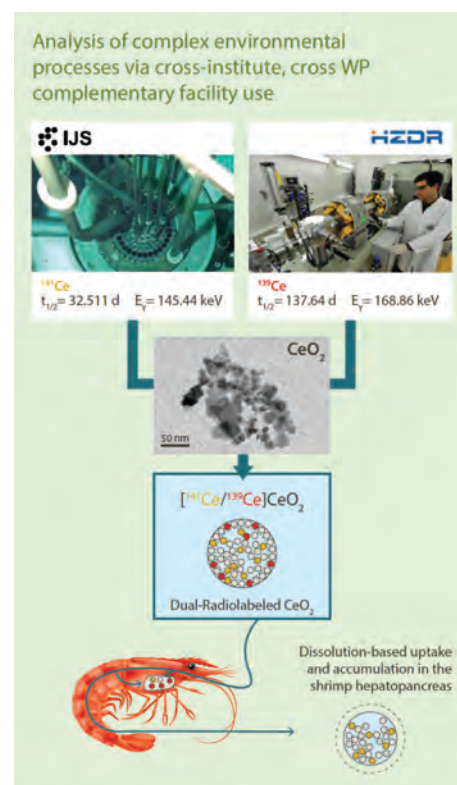 Analysis of complex environmental
processes via cross-institute, cross WP
complementary facility use
IJS
HZDR
¹⁴¹Ce
t₁/₂= 32.511 d Eᵧ= 145.44 keV
¹³⁹Ce
t₁/₂= 137.64 d Eᵧ= 168.86 keV
CeO₂
50 nm
[¹⁴¹Ce/¹³⁹Ce]CeO₂
Dual-Radiolabeled CeO₂
Dissolution-based uptake
and accumulation in the
shrimp hepatopancreas